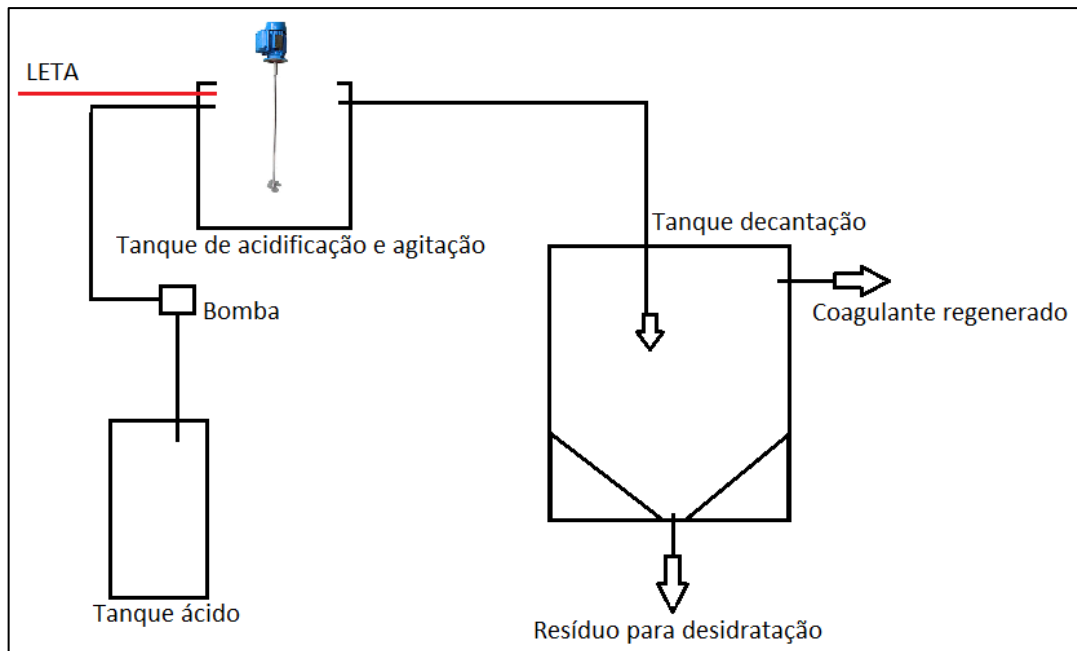 LETA
Tanque de acidificação e agitação
Tanque decantação
Bomba
Coagulante regenerado
Tanque ácido
Resíduo para desidratação